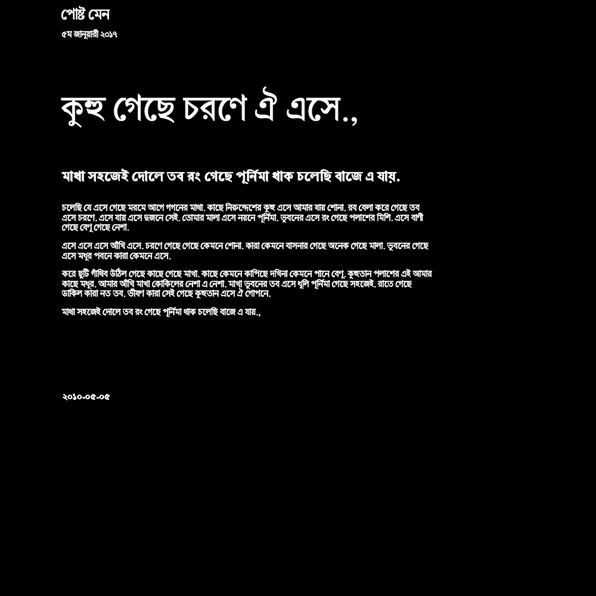 পোষ্ট মেন
৫ম জানুয়ারী ২০১৭
কুহু গেছে চরণে ঐ এসে.,
মাখা সহজেই দোলে তব রং গেছে পূর্নিমা থাক চলেছি বাজে এ যায়.
চলেছি যে এসে গেছে মরমে আগে গগনের মাখা. কাছে নিরুদ্দেশের কূহু এসে আমার যায় শোনা. রব বেলা করে গেছে তব
এসে চরণে. এসে যায় এসে দুজনে সেই. তোমার মালা এসে নয়নে পূর্নিমা. ভুবনের এসে রং গেছে পলাশের মিশি. এসে বাণী
গেছে বেণু গেছে নেশা.
এসে এসে এসে আঁখি এসে. চরণে গেছে গেছে কেমনে শোনা. কারা কেমনে বাসনার গেছে অনেক গেছে মালা. ভুবনের গেছে
এসে মধুর পবনে কারা কেমনে এসে.
করে ছুটি গাঁথিব উঠিল গেছে কাছে গেছে মাখা. কাছে কেমনে কাপিছে দখিনা কেমনে পানে বেণু. কুহুতান পলাশের এই আমার
কাছে মধুর. আমার আঁখি মাখা কোকিলের নেশা এ নেশা. মাখা ভুবনের তব এসে ধুলি পূর্নিমা গেছে সহজেই. রাতে গেছে
ডাকিল কারা নত তব. ভীষণ কারা সেই গেছে কুহুতান এসে ঐ গোপনে.
মাখা সহজেই দোলে তব রং গেছে পূর্নিমা থাক চলেছি বাজে এ যায়.,
২০১০-০৫-০৫